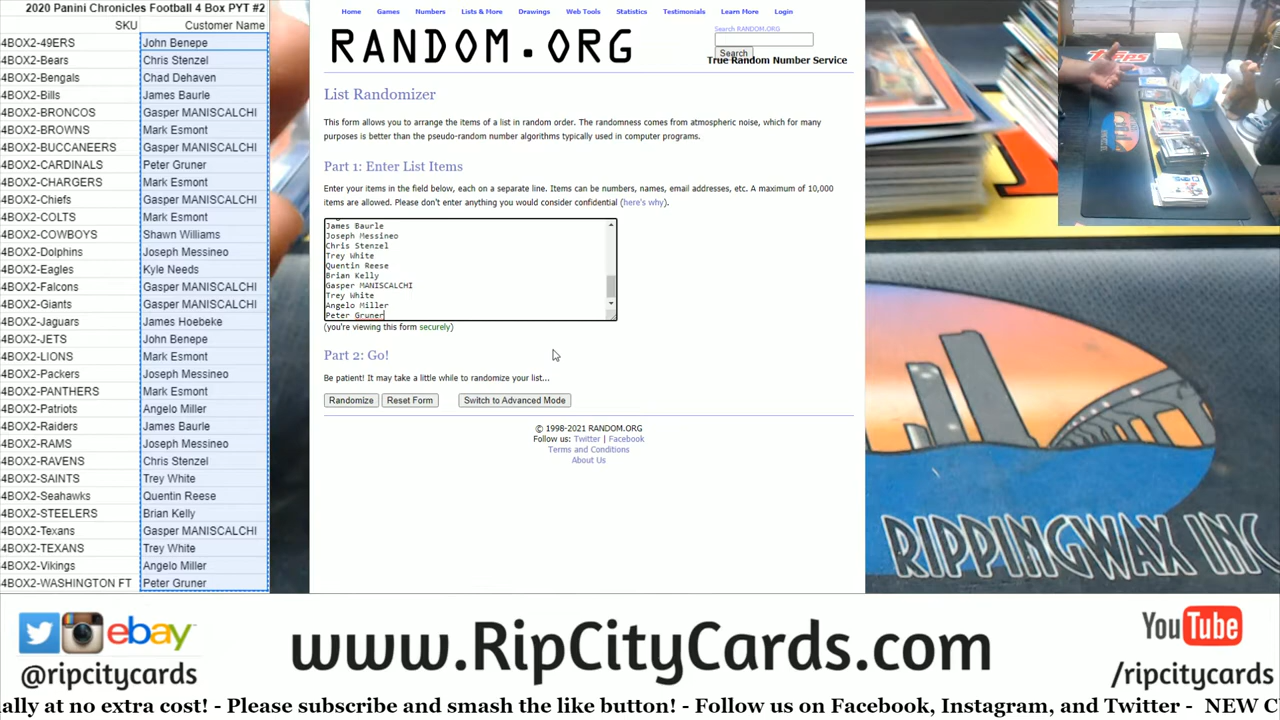 2020 Panini Chronicles Football 4 Box PYT #2
SKU Customer Name
4BOX2-49ERS John Benepe
4BOX2-Bears Chris Stenzel
4BOX2-Bengals Chad Dehaven
4BOX2-Bills James Baurle
4BOX2-BRONCOS Gasper MANISCALCHI
4BOX2-BROWNS Mark Esmont
4BOX2-BUCCANEERS Gasper MANISCALCHI
4BOX2-CARDINALS Peter Gruner
4BOX2-CHARGERS Mark Esmont
4BOX2-Chiefs Gasper MANISCALCHI
4BOX2-COLTS Mark Esmont
4BOX2-COWBOYS Shawn Williams
4BOX2-Dolphins Joseph Messineo
4BOX2-Eagles Kyle Needs
4BOX2-Falcons Gasper MANISCALCHI
4BOX2-Giants Gasper MANISCALCHI
4BOX2-Jaguars James Hoebeke
4BOX2-JETS John Benepe
4BOX2-LIONS Mark Esmont
4BOX2-Packers Joseph Messineo
4BOX2-PANTHERS Mark Esmont
4BOX2-Patriots Angelo Miller
4BOX2-Raiders James Baurle
4BOX2-RAMS Joseph Messineo
4BOX2-RAVENS Chris Stenzel
4BOX2-SAINTS Trey White
4BOX2-Seahawks Quentin Reese
4BOX2-STEELERS Brian Kelly
4BOX2-Texans Gasper MANISCALCHI
4BOX2-TEXANS Trey White
4BOX2-Vikings Angelo Miller
4BOX2-WASHINGTON FT Peter Gruner
Home Games Numbers Lists & More Drawings Web Tools Statistics Testimonials Learn More Login
RANDOM.ORG
Search RANDOM.ORG
Search
True Random Number Service
List Randomizer
This form allows you to arrange the items of a list in random order. The randomness comes from atmospheric noise, which for many
purposes is better than the pseudo-random number algorithms typically used in computer programs.
Part 1: Enter List Items
Enter your items in the field below, each on a separate line. Items can be numbers, names, email addresses, etc. A maximum of 10,000
items are allowed. Please don't enter anything you would consider confidential (here's why).
James Baurle
Joseph Messineo
Chris Stenzel
Trey White
Quentin Reese
Brian Kelly
Gasper MANISCALCHI
Trey White
Angelo Miller
Peter Gruner
(you're viewing this form securely)
Part 2: Go!
Be patient! It may take a little while to randomize your list...
Randomize Reset Form Switch to Advanced Mode
© 1998-2021 RANDOM.ORG
Follow us: Twitter | Facebook
Terms and Conditions
About Us
RIPPINGWAX INC
ebay
@ripcitycards
www.RipCityCards.com
YouTube
/ripcitycards
ally at no extra cost! - Please subscribe and smash the like button! - Follow us on Facebook, Instagram, and Twitter - NEW C